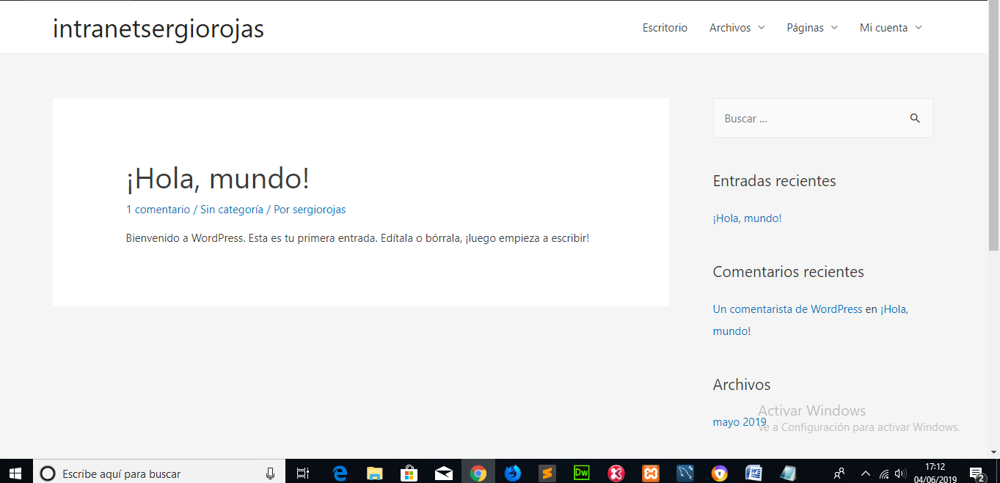 intranetsergiorojas
Escritorio Archivos Páginas Mi cuenta
¡Hola, mundo!
1 comentario / Sin categoría / Por sergiorojas
Bienvenido a WordPress. Esta es tu primera entrada. Edítala o bórrala, ¡luego empieza a escribir!
Buscar ...
Entradas recientes
¡Hola, mundo!
Comentarios recientes
Un comentarista de WordPress en ¡Hola,
mundo!
Archivos
mayo 2019
Activar Windows
Ve a Configuración para activar Windows.
Escribe aquí para buscar
Dw
17:12
04/06/2019
2